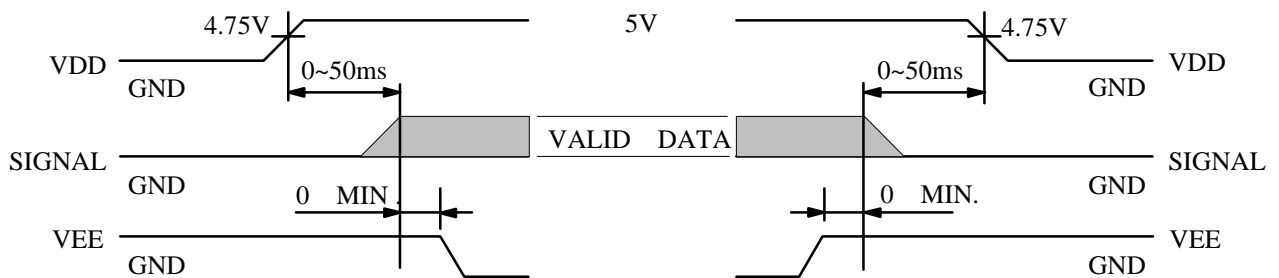 4.75V 5V 4.75V
VDD VDD
0~50ms 0~50ms
GND GND
VALID DATA
SIGNAL SIGNAL
GND GND
0 MIN. 0 MIN.
VEE VEE
GND GND